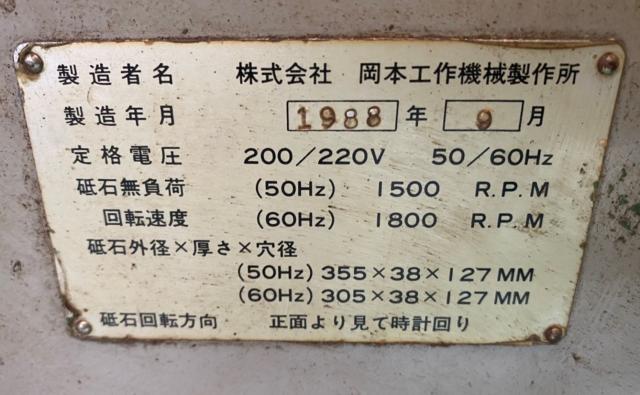 製造者名 株式会社 岡本工作機械製作所
製造年月 1988 年 9 月
定格電圧 200/220V 50/60Hz
砥石無負荷 (50Hz) 1500 R.P.M
回転速度 (60Hz) 1800 R.P.M
砥石外径×厚さ×穴径
(50Hz) 355×38×127MM
(60Hz) 305×38×127MM
砥石回転方向 正面より見て時計回り